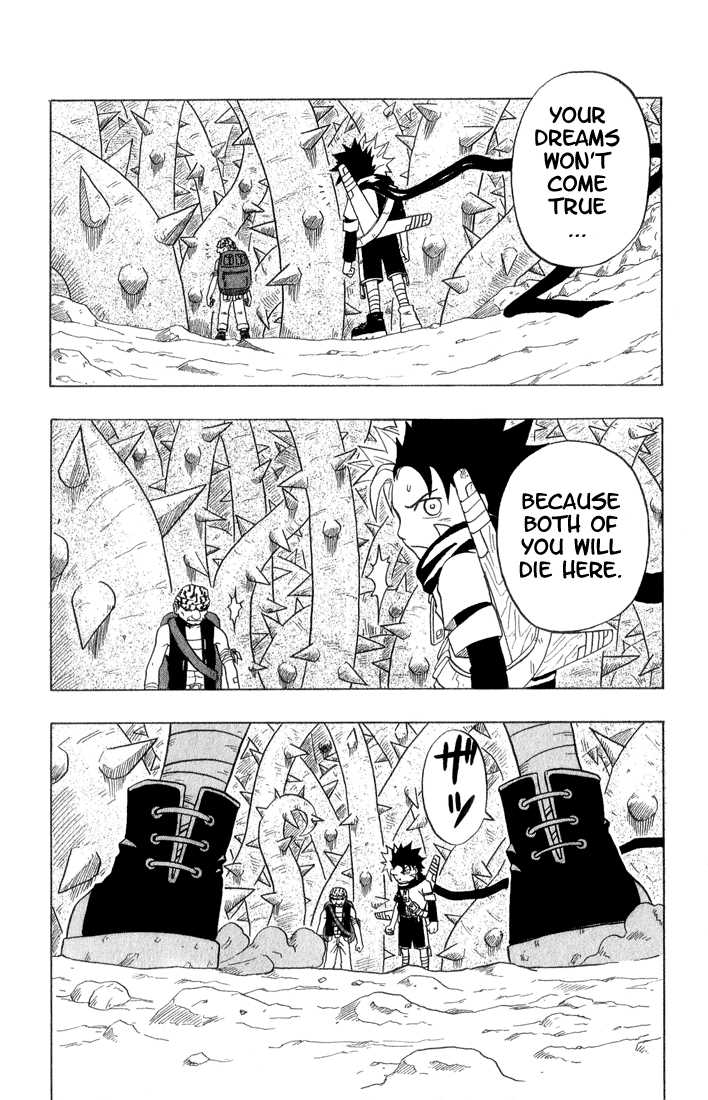 YOUR
DREAMS
WON'T
COME
TRUE
...
BECAUSE
BOTH OF
YOU WILL
DIE HERE.
ザッ